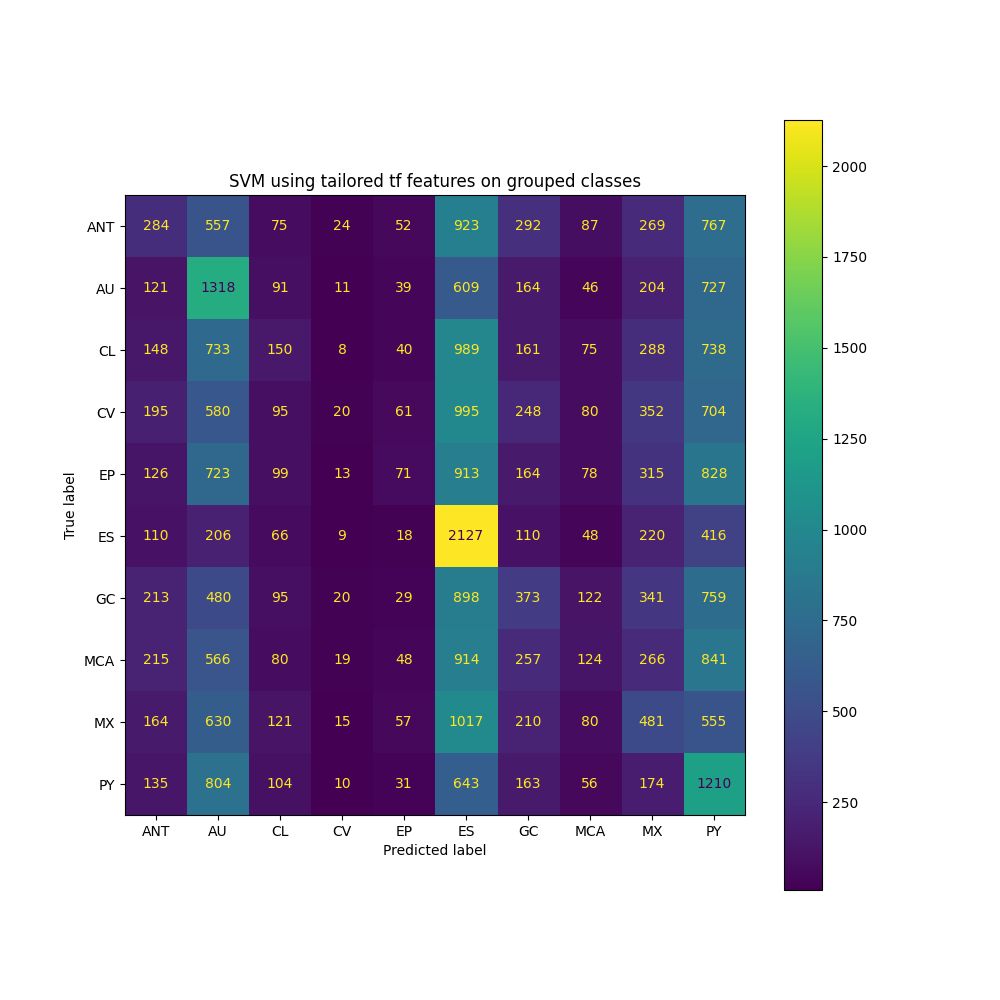 SVM using tailored tf features on grouped classes
ANT 284 557 75 24 52 923 292 87 269 767
AU 121 1318 91 11 39 609 164 46 204 727
CL 148 733 150 8 40 989 161 75 288 738
CV 195 580 95 20 61 995 248 80 352 704
EP 126 723 99 13 71 913 164 78 315 828
ES 110 206 66 9 18 2127 110 48 220 416
GC 213 480 95 20 29 898 373 122 341 759
MCA 215 566 80 19 48 914 257 124 266 841
MX 164 630 121 15 57 1017 210 80 481 555
PY 135 804 104 10 31 643 163 56 174 1210
ANT AU CL CV EP ES GC MCA MX PY
Predicted label
True label
2000
1750
1500
1250
1000
750
500
250